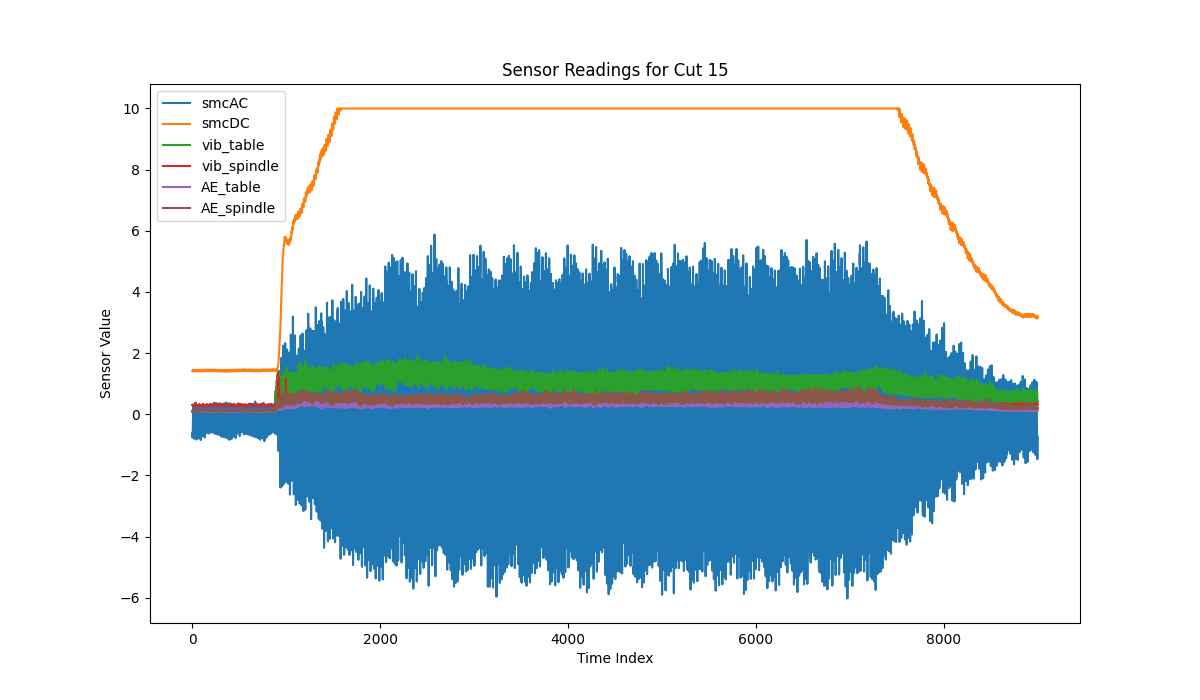 Sensor Readings for Cut 15
smcAC
smcDC
vib_table
vib_spindle
AE_table
AE_spindle
Sensor Value
10
8
6
4
2
0
−2
−4
−6
0 2000 4000 6000 8000
Time Index